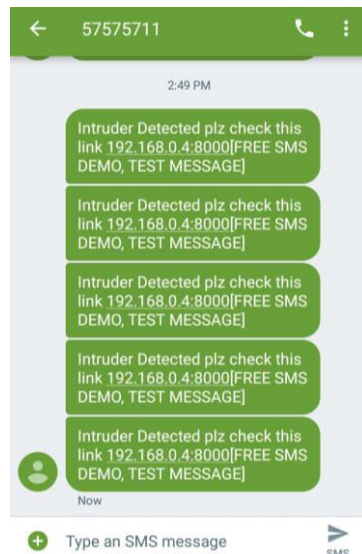 57575711
2:49 PM
Intruder Detected plz check this
link 192.168.0.4:8000[FREE SMS
DEMO, TEST MESSAGE]
Intruder Detected plz check this
link 192.168.0.4:8000[FREE SMS
DEMO, TEST MESSAGE]
Intruder Detected plz check this
link 192.168.0.4:8000[FREE SMS
DEMO, TEST MESSAGE]
Intruder Detected plz check this
link 192.168.0.4:8000[FREE SMS
DEMO, TEST MESSAGE]
Intruder Detected plz check this
link 192.168.0.4:8000[FREE SMS
DEMO, TEST MESSAGE]
Now
Type an SMS message
SMS